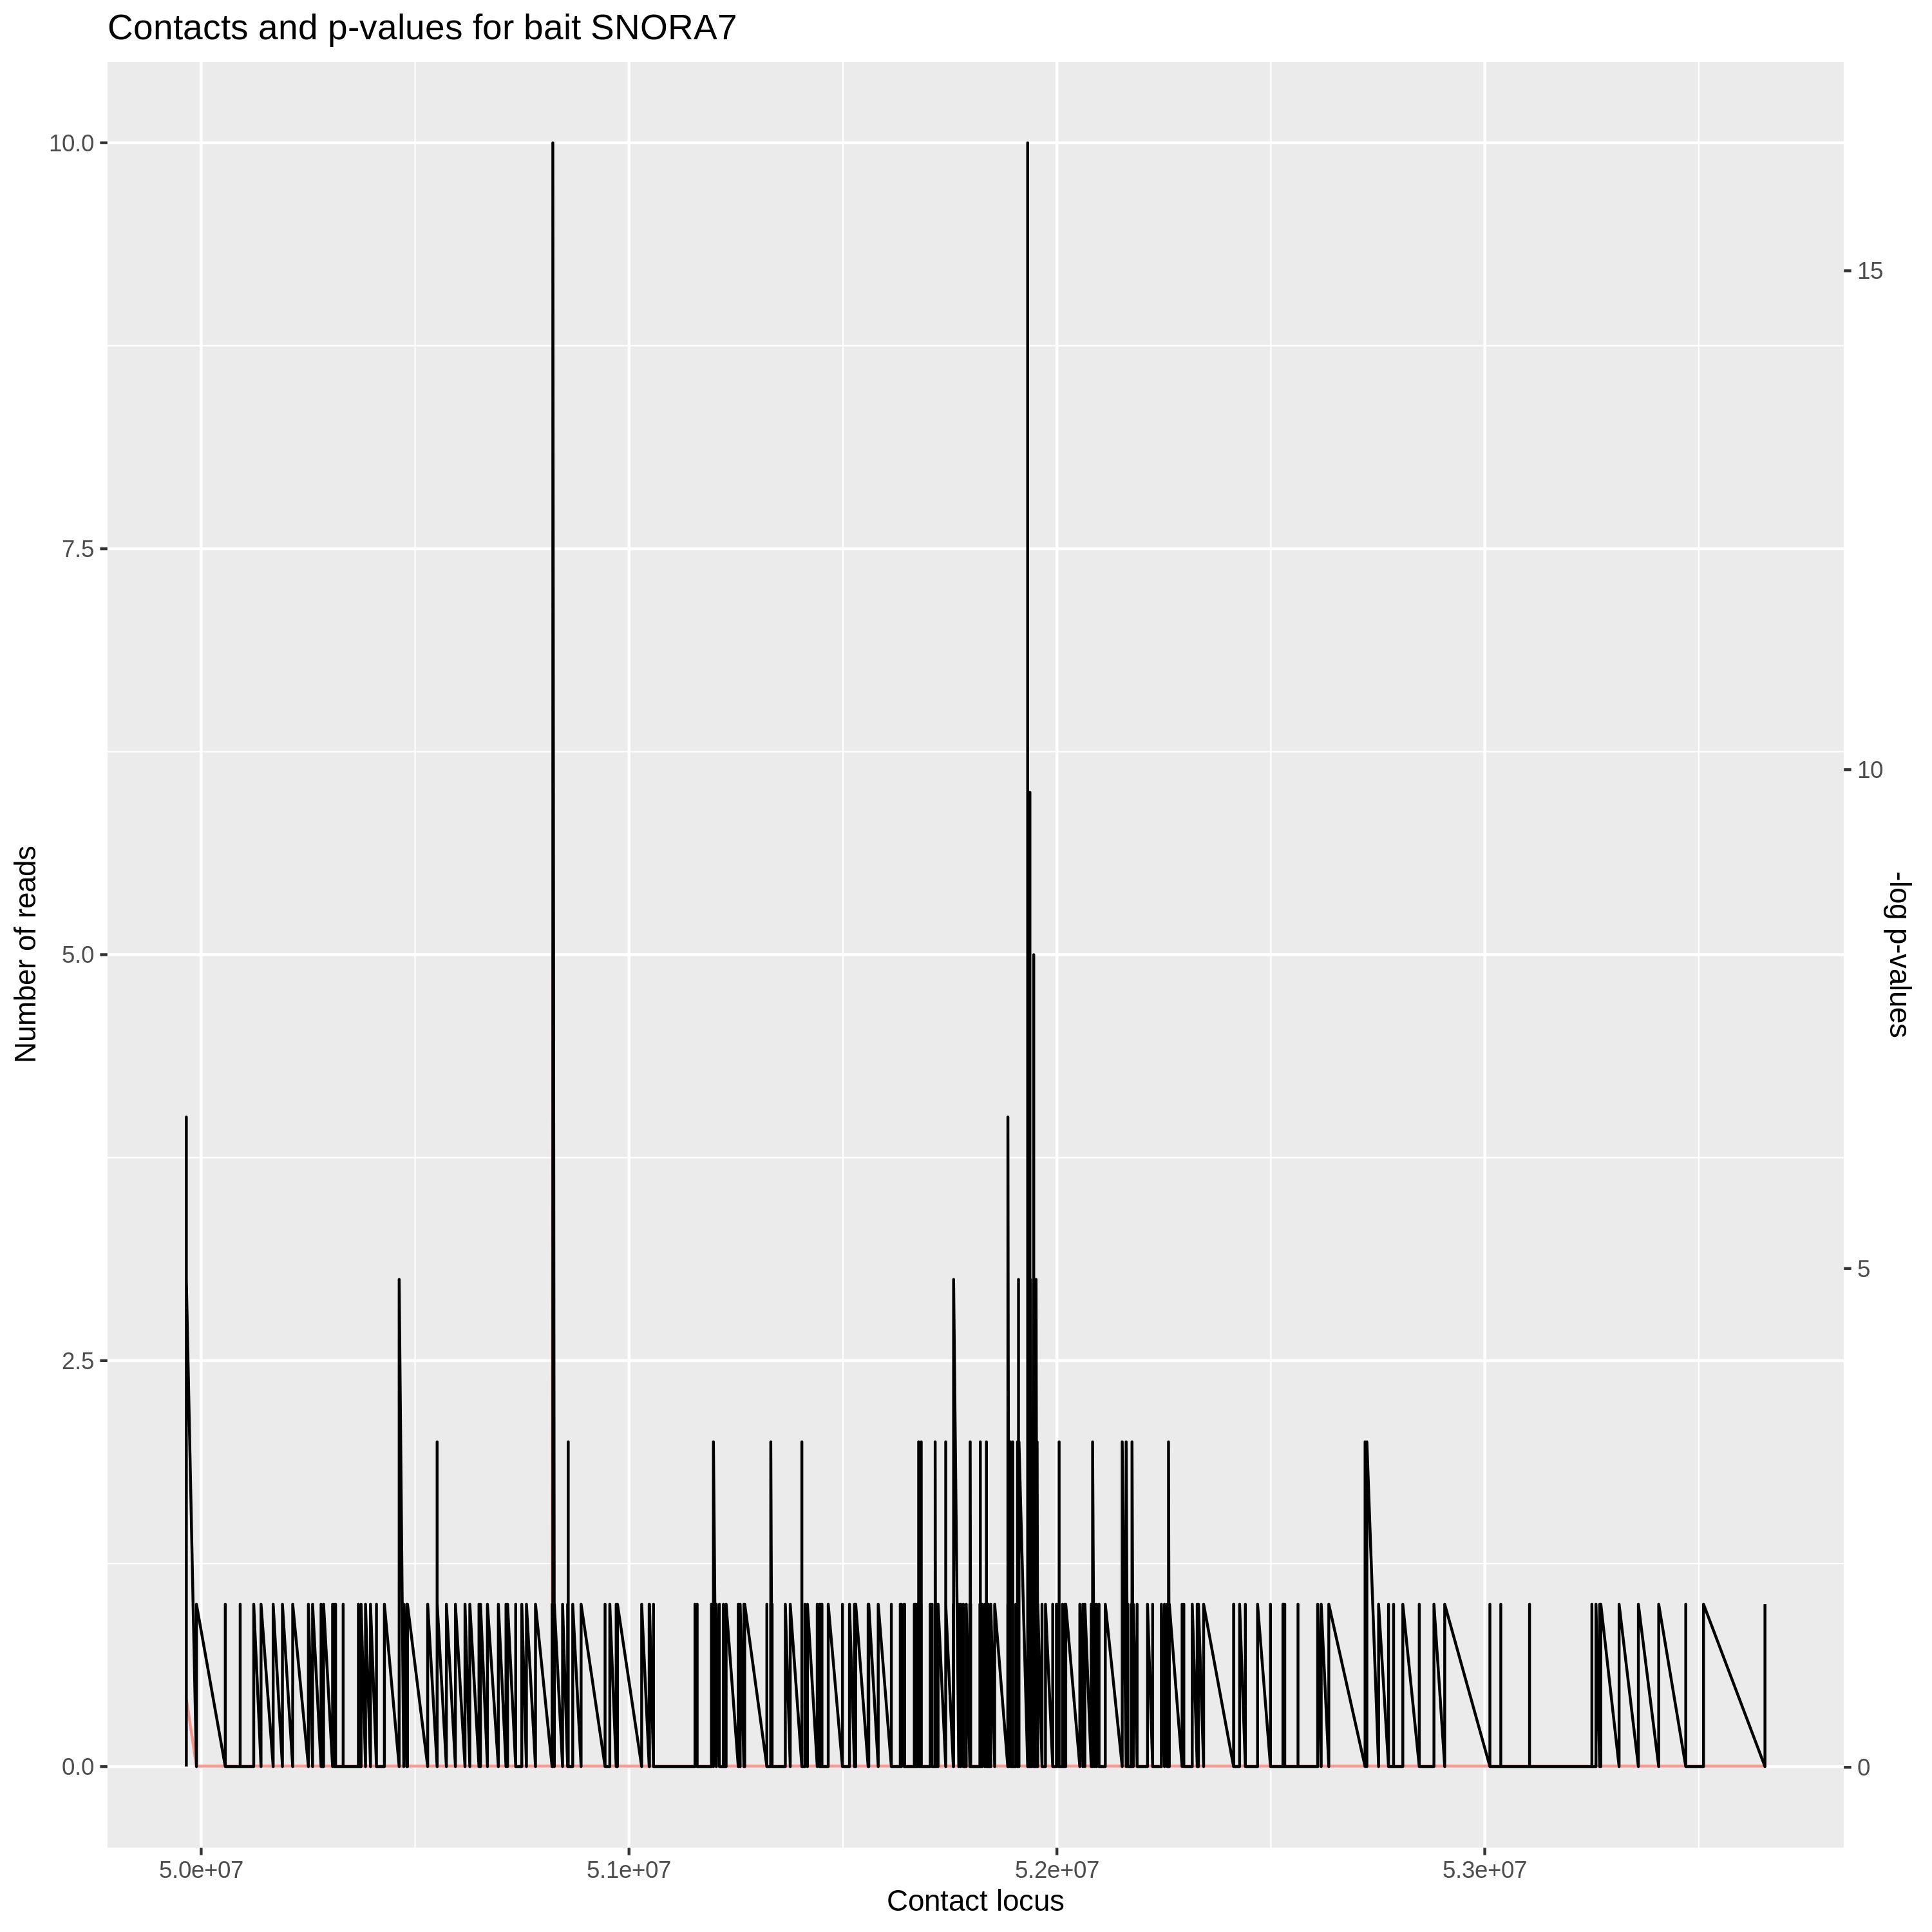 Contacts and p-values for bait SNORA7
10.0
7.5
5.0
2.5
0.0
Number of reads
15
10
5
0
-log p-values
5.0e+07 5.1e+07 5.2e+07 5.3e+07
Contact locus